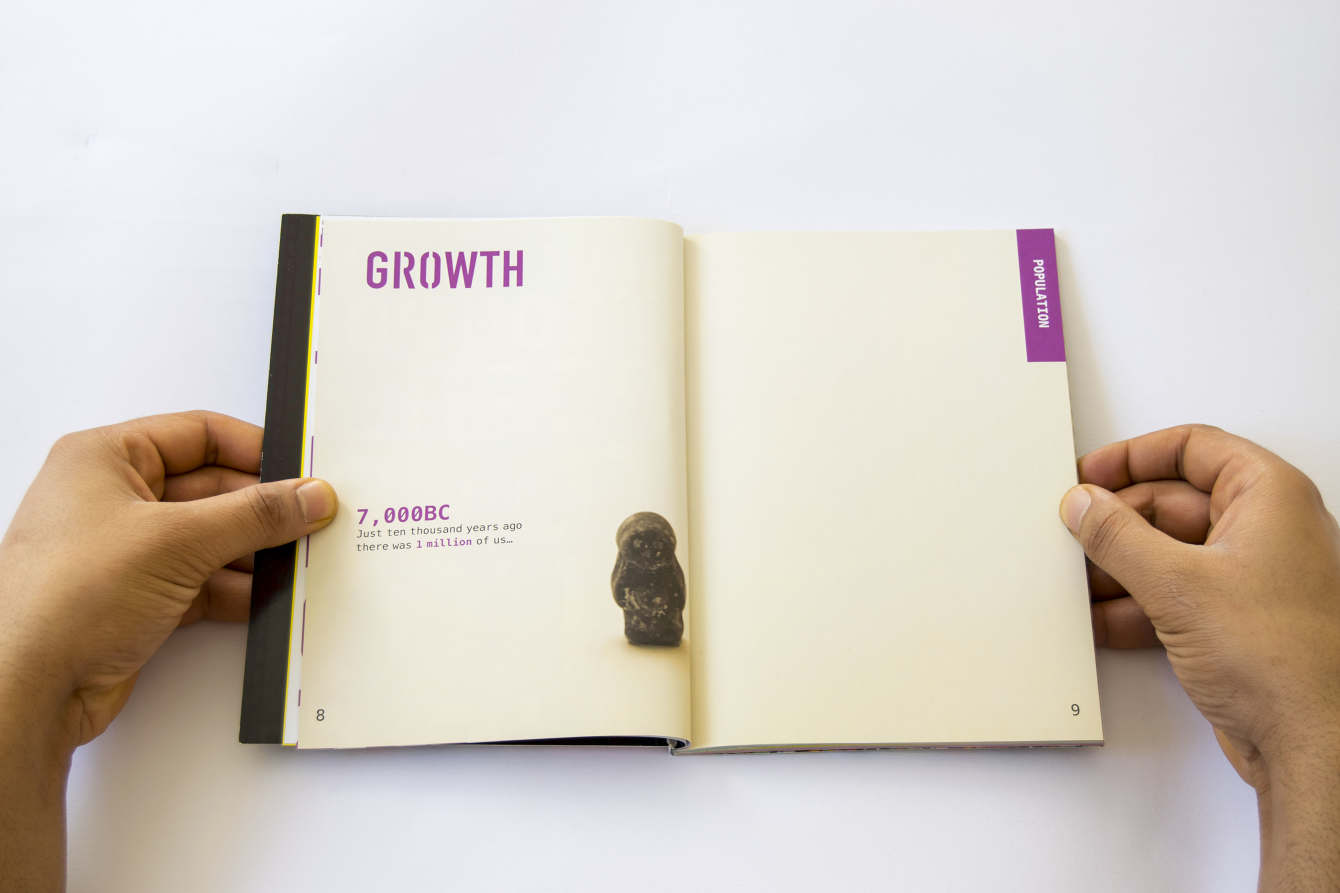 GROWTH
7,000BC
Just ten thousand years ago
there was 1 million of us…
8
POPULATION
9